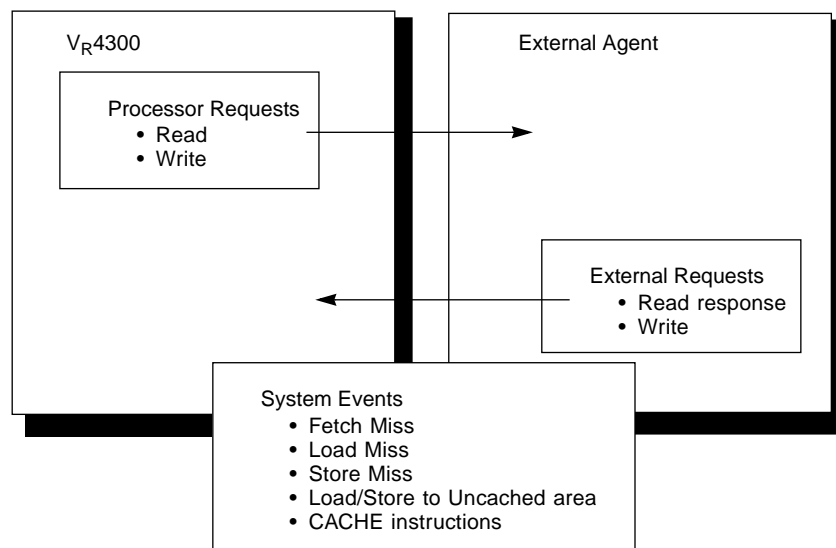 VR4300
External Agent
Processor Requests
• Read
• Write
External Requests
• Read response
• Write
System Events
• Fetch Miss
• Load Miss
• Store Miss
• Load/Store to Uncached area
• CACHE instructions